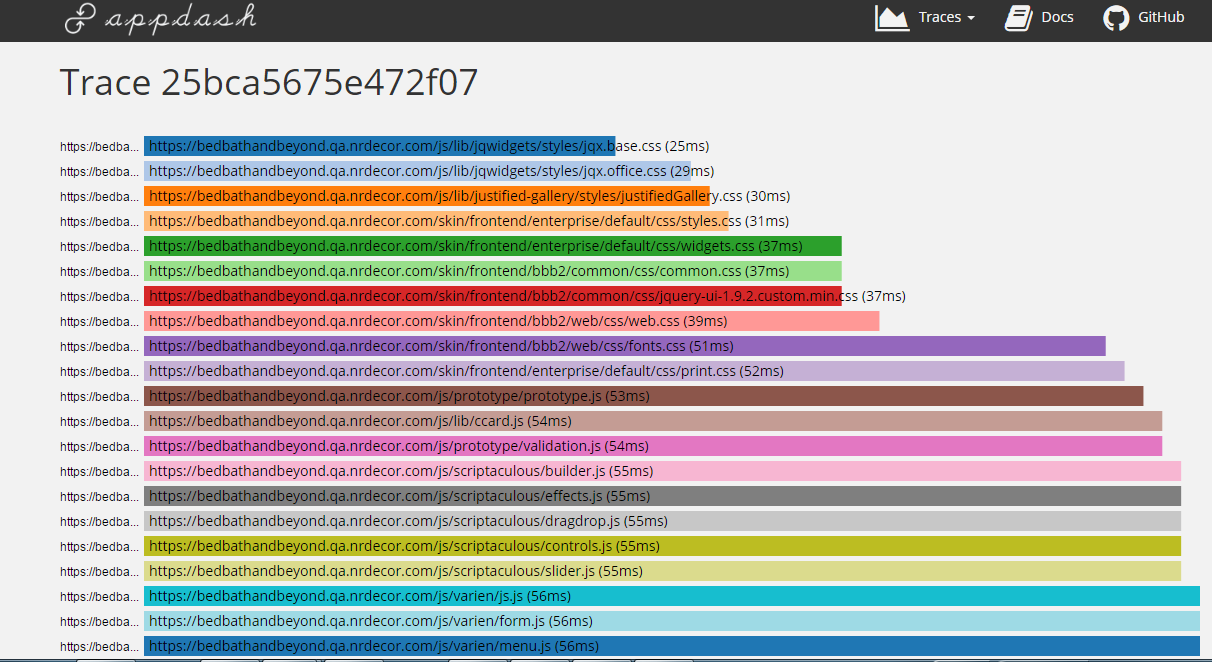 appdash Traces Docs GitHub
Trace 25bca5675e472f07
https://bedba... https://bedbathandbeyond.qa.nrdecor.com/js/lib/jqwidgets/styles/jqx.base.css (25ms)
https://bedba... https://bedbathandbeyond.qa.nrdecor.com/js/lib/jqwidgets/styles/jqx.office.css (29ms)
https://bedba... https://bedbathandbeyond.qa.nrdecor.com/js/lib/justified-gallery/styles/justifiedGallery.css (30ms)
https://bedba... https://bedbathandbeyond.qa.nrdecor.com/skin/frontend/enterprise/default/css/styles.css (31ms)
https://bedba... https://bedbathandbeyond.qa.nrdecor.com/skin/frontend/enterprise/default/css/widgets.css (37ms)
https://bedba... https://bedbathandbeyond.qa.nrdecor.com/skin/frontend/bbb2/common/css/common.css (37ms)
https://bedba... https://bedbathandbeyond.qa.nrdecor.com/skin/frontend/bbb2/common/css/jquery-ui-1.9.2.custom.min.css (37ms)
https://bedba... https://bedbathandbeyond.qa.nrdecor.com/skin/frontend/bbb2/web/css/web.css (39ms)
https://bedba... https://bedbathandbeyond.qa.nrdecor.com/skin/frontend/bbb2/web/css/fonts.css (51ms)
https://bedba... https://bedbathandbeyond.qa.nrdecor.com/skin/frontend/enterprise/default/css/print.css (52ms)
https://bedba... https://bedbathandbeyond.qa.nrdecor.com/js/prototype/prototype.js (53ms)
https://bedba... https://bedbathandbeyond.qa.nrdecor.com/js/lib/ccard.js (54ms)
https://bedba... https://bedbathandbeyond.qa.nrdecor.com/js/prototype/validation.js (54ms)
https://bedba... https://bedbathandbeyond.qa.nrdecor.com/js/scriptaculous/builder.js (55ms)
https://bedba... https://bedbathandbeyond.qa.nrdecor.com/js/scriptaculous/effects.js (55ms)
https://bedba... https://bedbathandbeyond.qa.nrdecor.com/js/scriptaculous/dragdrop.js (55ms)
https://bedba... https://bedbathandbeyond.qa.nrdecor.com/js/scriptaculous/controls.js (55ms)
https://bedba... https://bedbathandbeyond.qa.nrdecor.com/js/scriptaculous/slider.js (55ms)
https://bedba... https://bedbathandbeyond.qa.nrdecor.com/js/varien/js.js (56ms)
https://bedba... https://bedbathandbeyond.qa.nrdecor.com/js/varien/form.js (56ms)
https://bedba... https://bedbathandbeyond.qa.nrdecor.com/js/varien/menu.js (56ms)